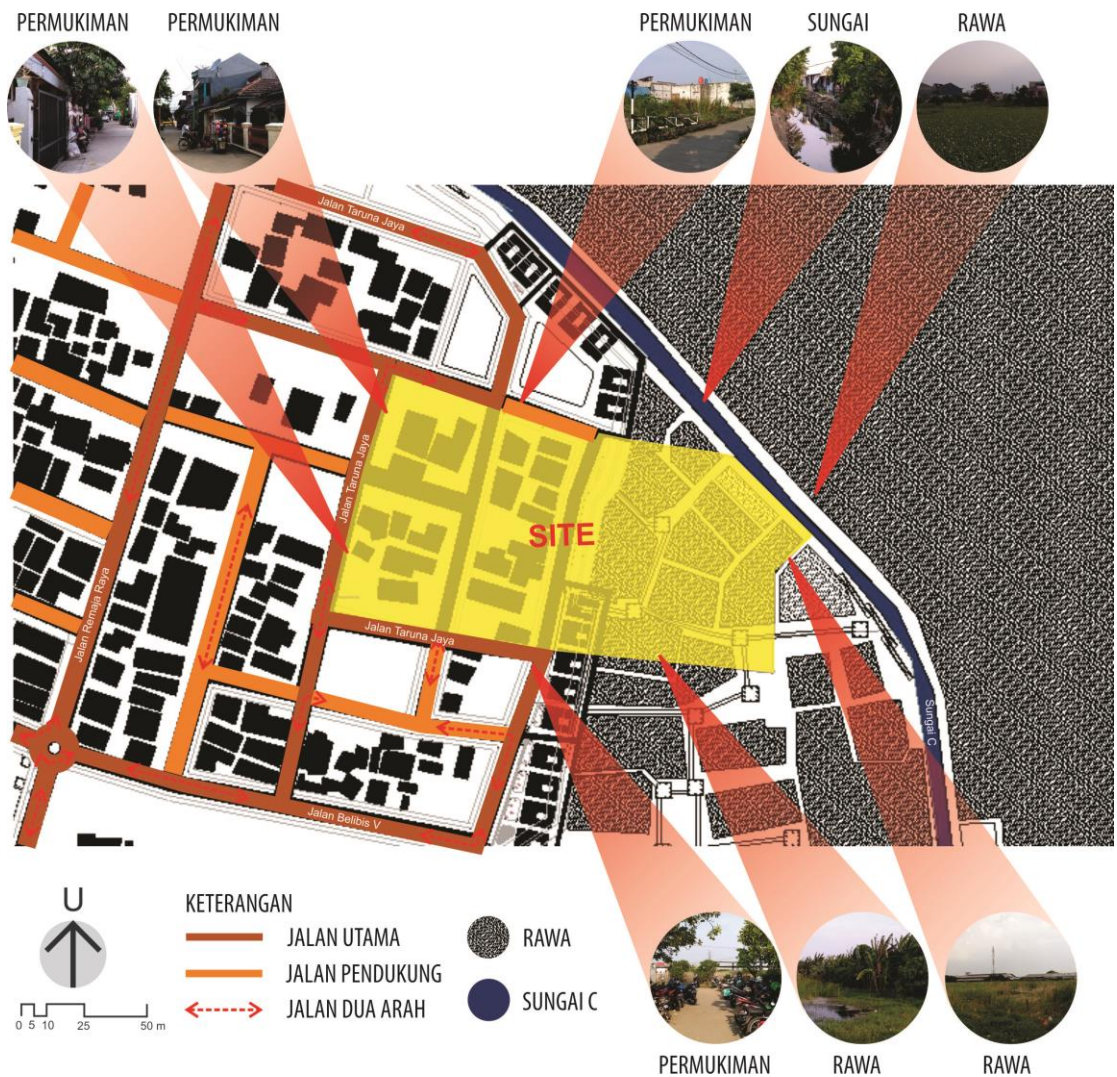 PERMUKIMAN
PERMUKIMAN
PERMUKIMAN
SUNGAI
RAWA
Jalan Taruna Jaya
Jalan Taruna Jaya
SITE
Jalan Remaja Raya
Jalan Taruna Jaya
Sungai C
Jalan Belibis V
U
KETERANGAN
JALAN UTAMA
JALAN PENDUKUNG
JALAN DUA ARAH
RAWA
SUNGAI C
0 5 10 25 50 m
PERMUKIMAN
RAWA
RAWA